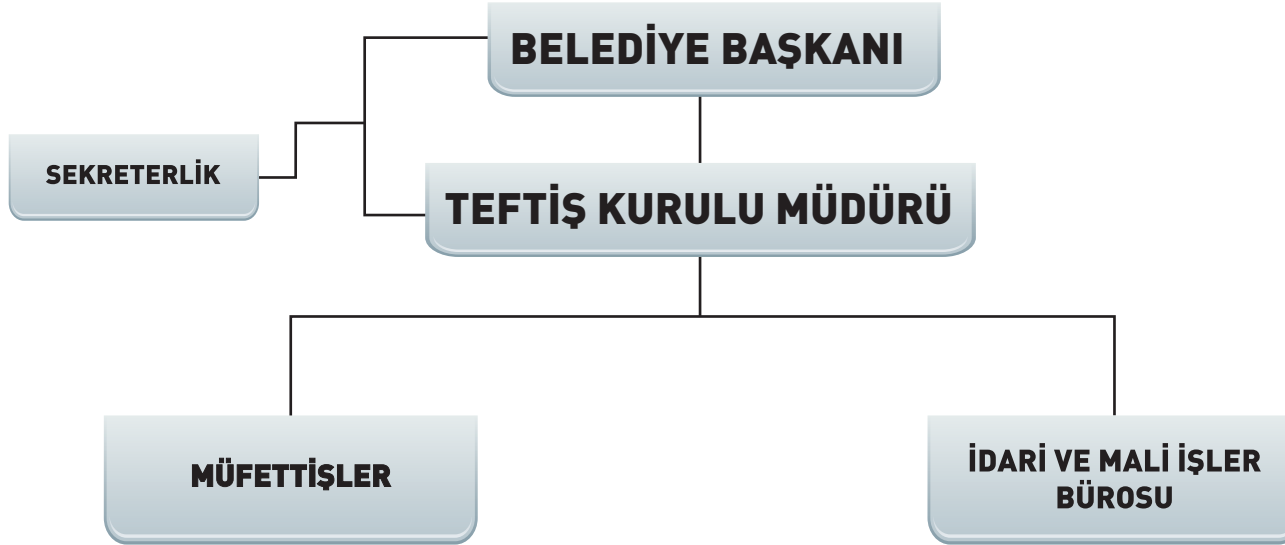 BELEDİYE BAŞKANI
SEKRETERLİK
TEFTİŞ KURULU MÜDÜRÜ
MÜFETTİŞLER
İDARİ VE MALİ İŞLER
BÜROSU